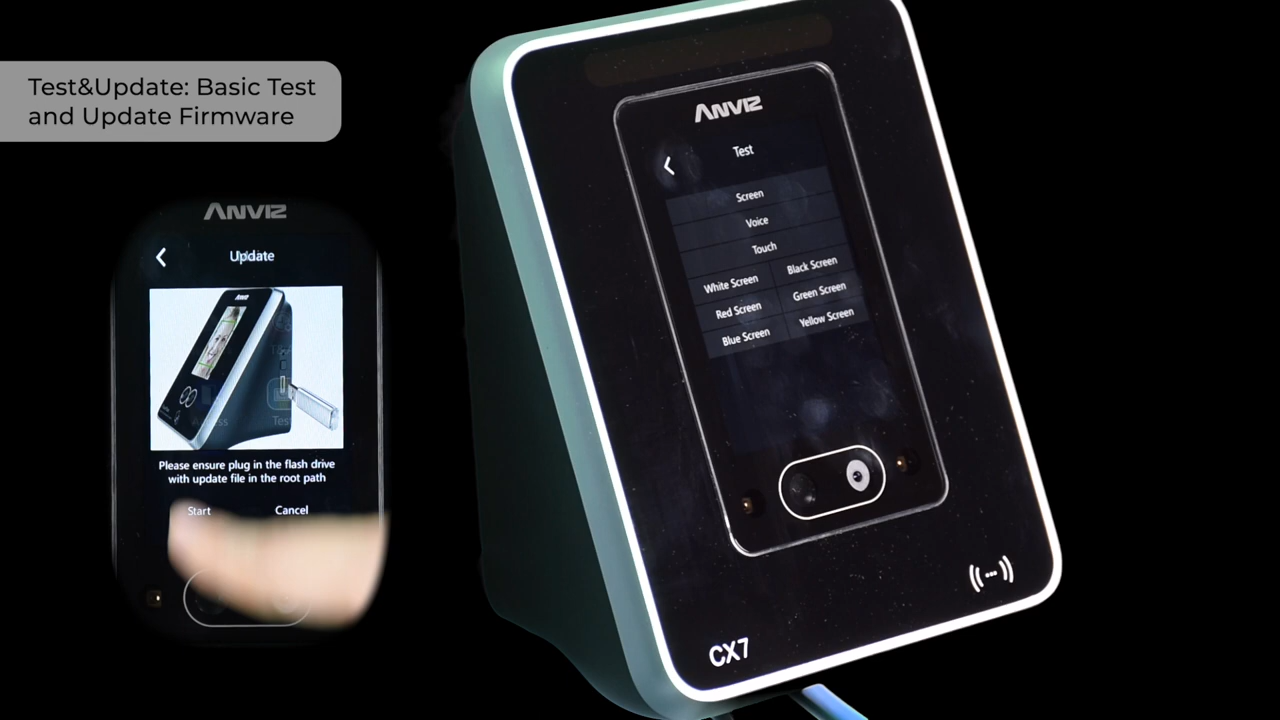 Test&Update: Basic Test
and Update Firmware
ANVIZ
Update
Please ensure plug in the flash drive
with update file in the root path
Start
Cancel
ANVIZ
Test
Screen
Voice
Touch
White Screen
Black Screen
Red Screen
Green Screen
Blue Screen
Yellow Screen
CX7